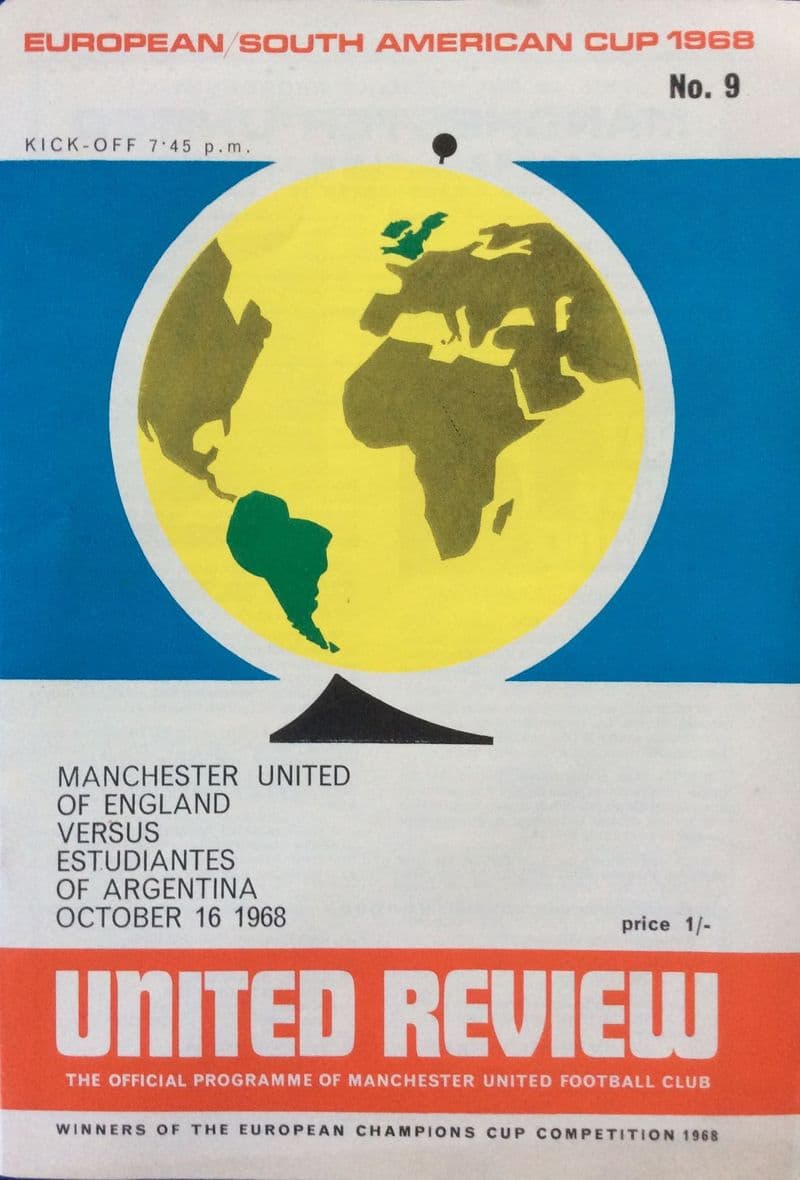 EUROPEAN/SOUTH AMERICAN CUP 1968
No. 9
KICK-OFF 7·45 p.m.
MANCHESTER UNITED
OF ENGLAND
VERSUS
ESTUDIANTES
OF ARGENTINA
OCTOBER 16 1968
price 1/-
UNITED REVIEW
THE OFFICIAL PROGRAMME OF MANCHESTER UNITED FOOTBALL CLUB
WINNERS OF THE EUROPEAN CHAMPIONS CUP COMPETITION 1968